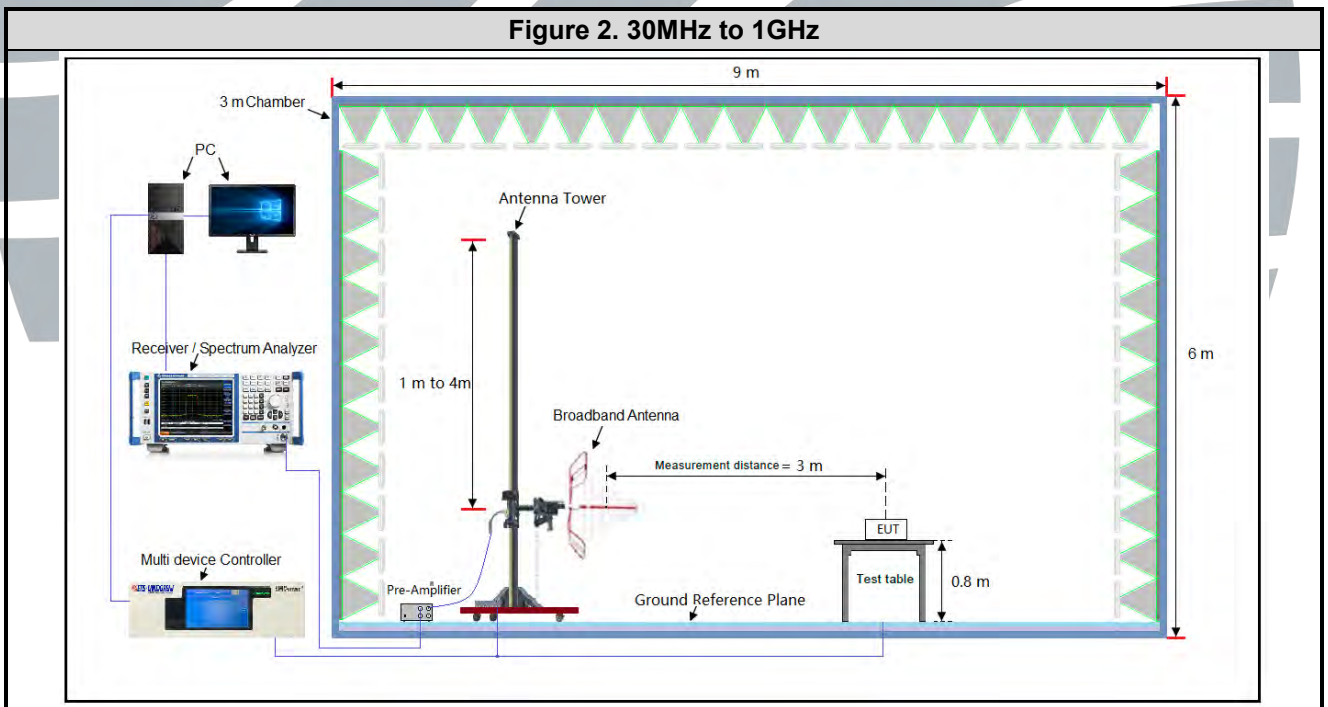 Figure 2. 30MHz to 1GHz
9 m
3 m Chamber
PC
Antenna Tower
Receiver / Spectrum Analyzer
1 m to 4m
6 m
Broadband Antenna
Measurement distance = 3 m
EUT
Multi device Controller
Test table
0.8 m
Pre-Amplifier
Ground Reference Plane